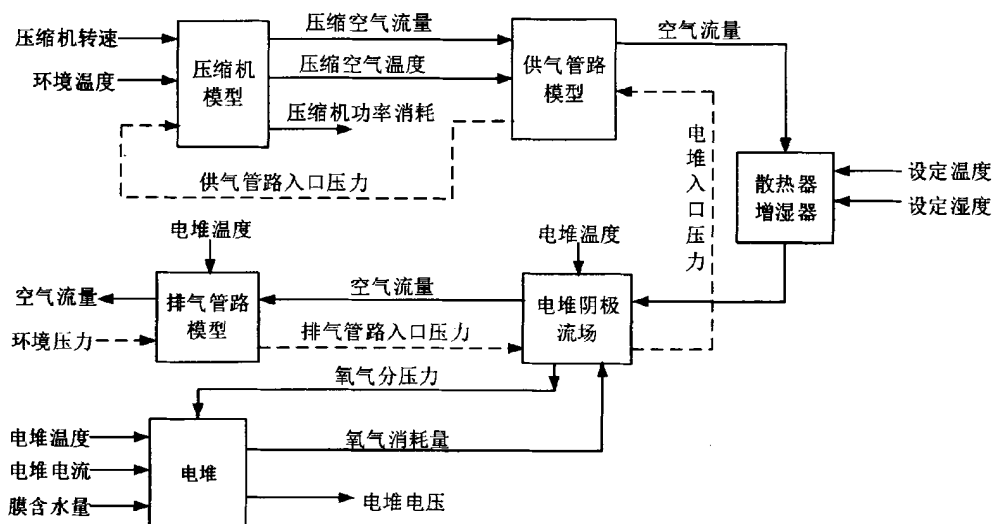 压缩机转速
环境温度
压缩机
模型
压缩空气流量
压缩空气温度
压缩机功率消耗
供气管路
模型
空气流量
供气管路入口压力
电堆入口压力
散热器
增湿器
设定温度
设定湿度
电堆温度
电堆温度
空气流量
环境压力
排气管路
模型
空气流量
排气管路入口压力
电堆阴极
流场
氧气分压力
电堆温度
电堆电流
膜含水量
电堆
氧气消耗量
电堆电压